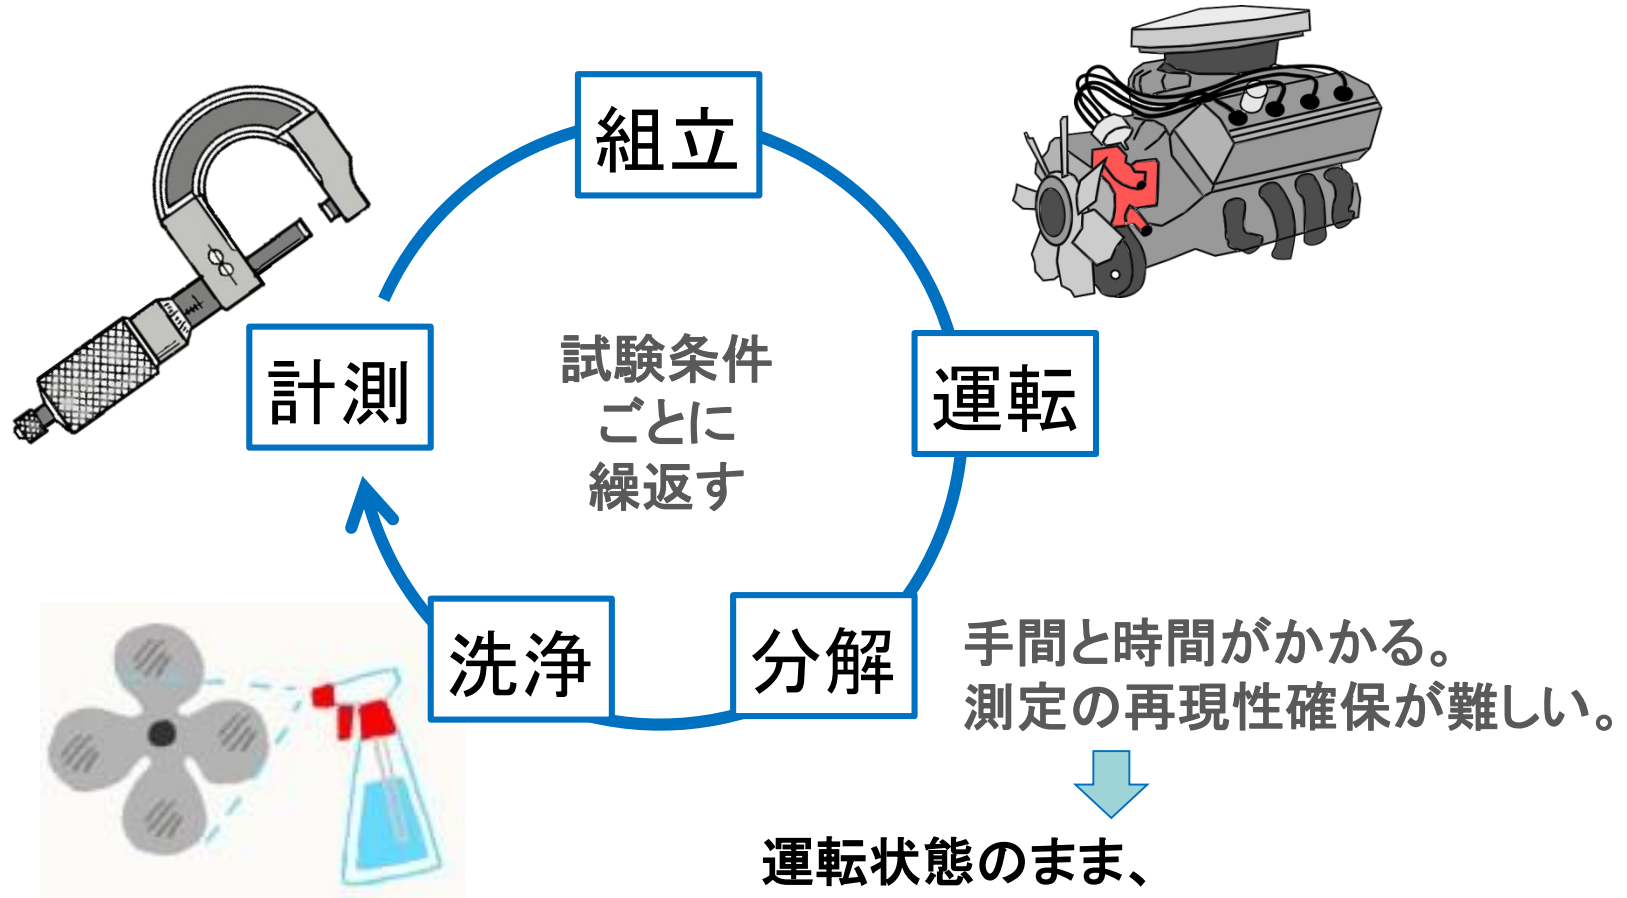 組立
計測
運転
試験条件
ごとに
繰返す
洗浄
分解
手間と時間がかかる。
測定の再現性確保が難しい。
運転状態のまま、